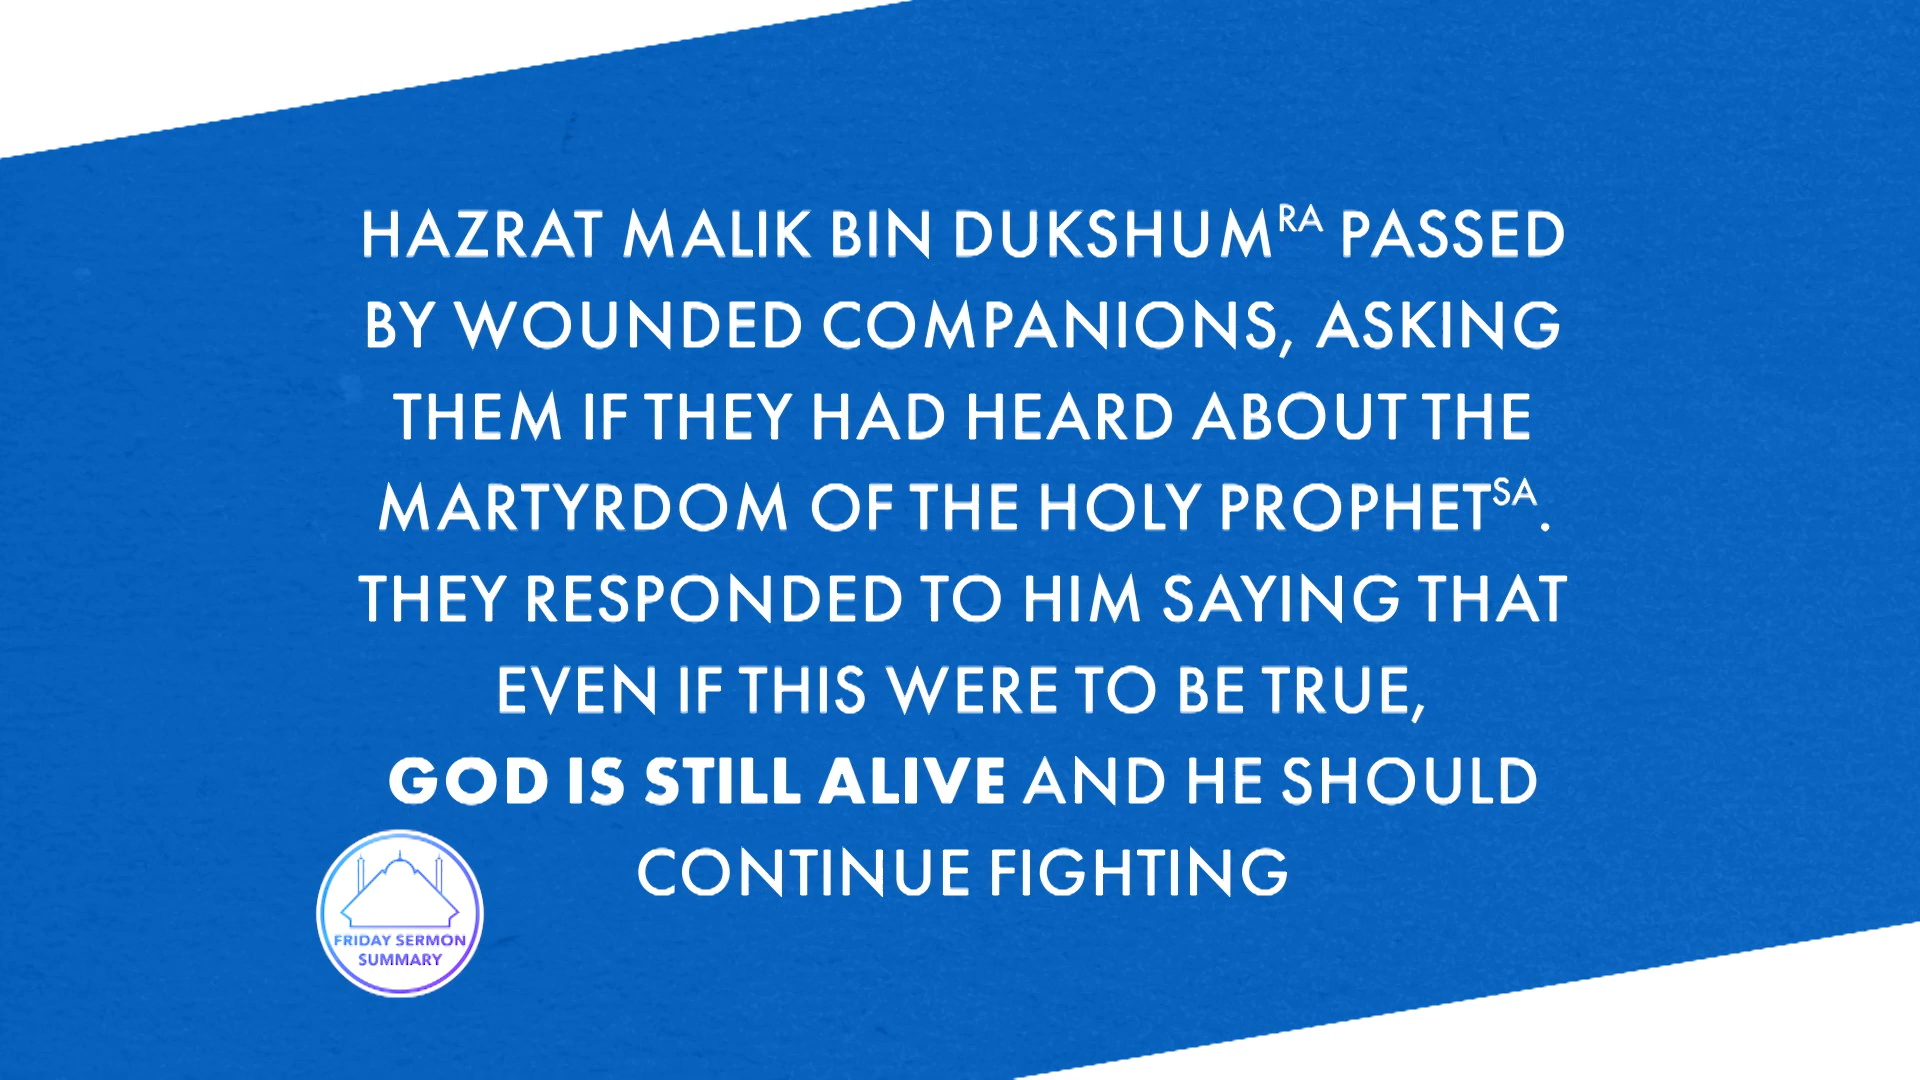 HAZRAT MALIK BIN DUKSHUMRA PASSED
BY WOUNDED COMPANIONS, ASKING
THEM IF THEY HAD HEARD ABOUT THE
MARTYRDOM OF THE HOLY PROPHETSA.
THEY RESPONDED TO HIM SAYING THAT
EVEN IF THIS WERE TO BE TRUE,
GOD IS STILL ALIVE AND HE SHOULD
CONTINUE FIGHTING
FRIDAY SERMON
SUMMARY